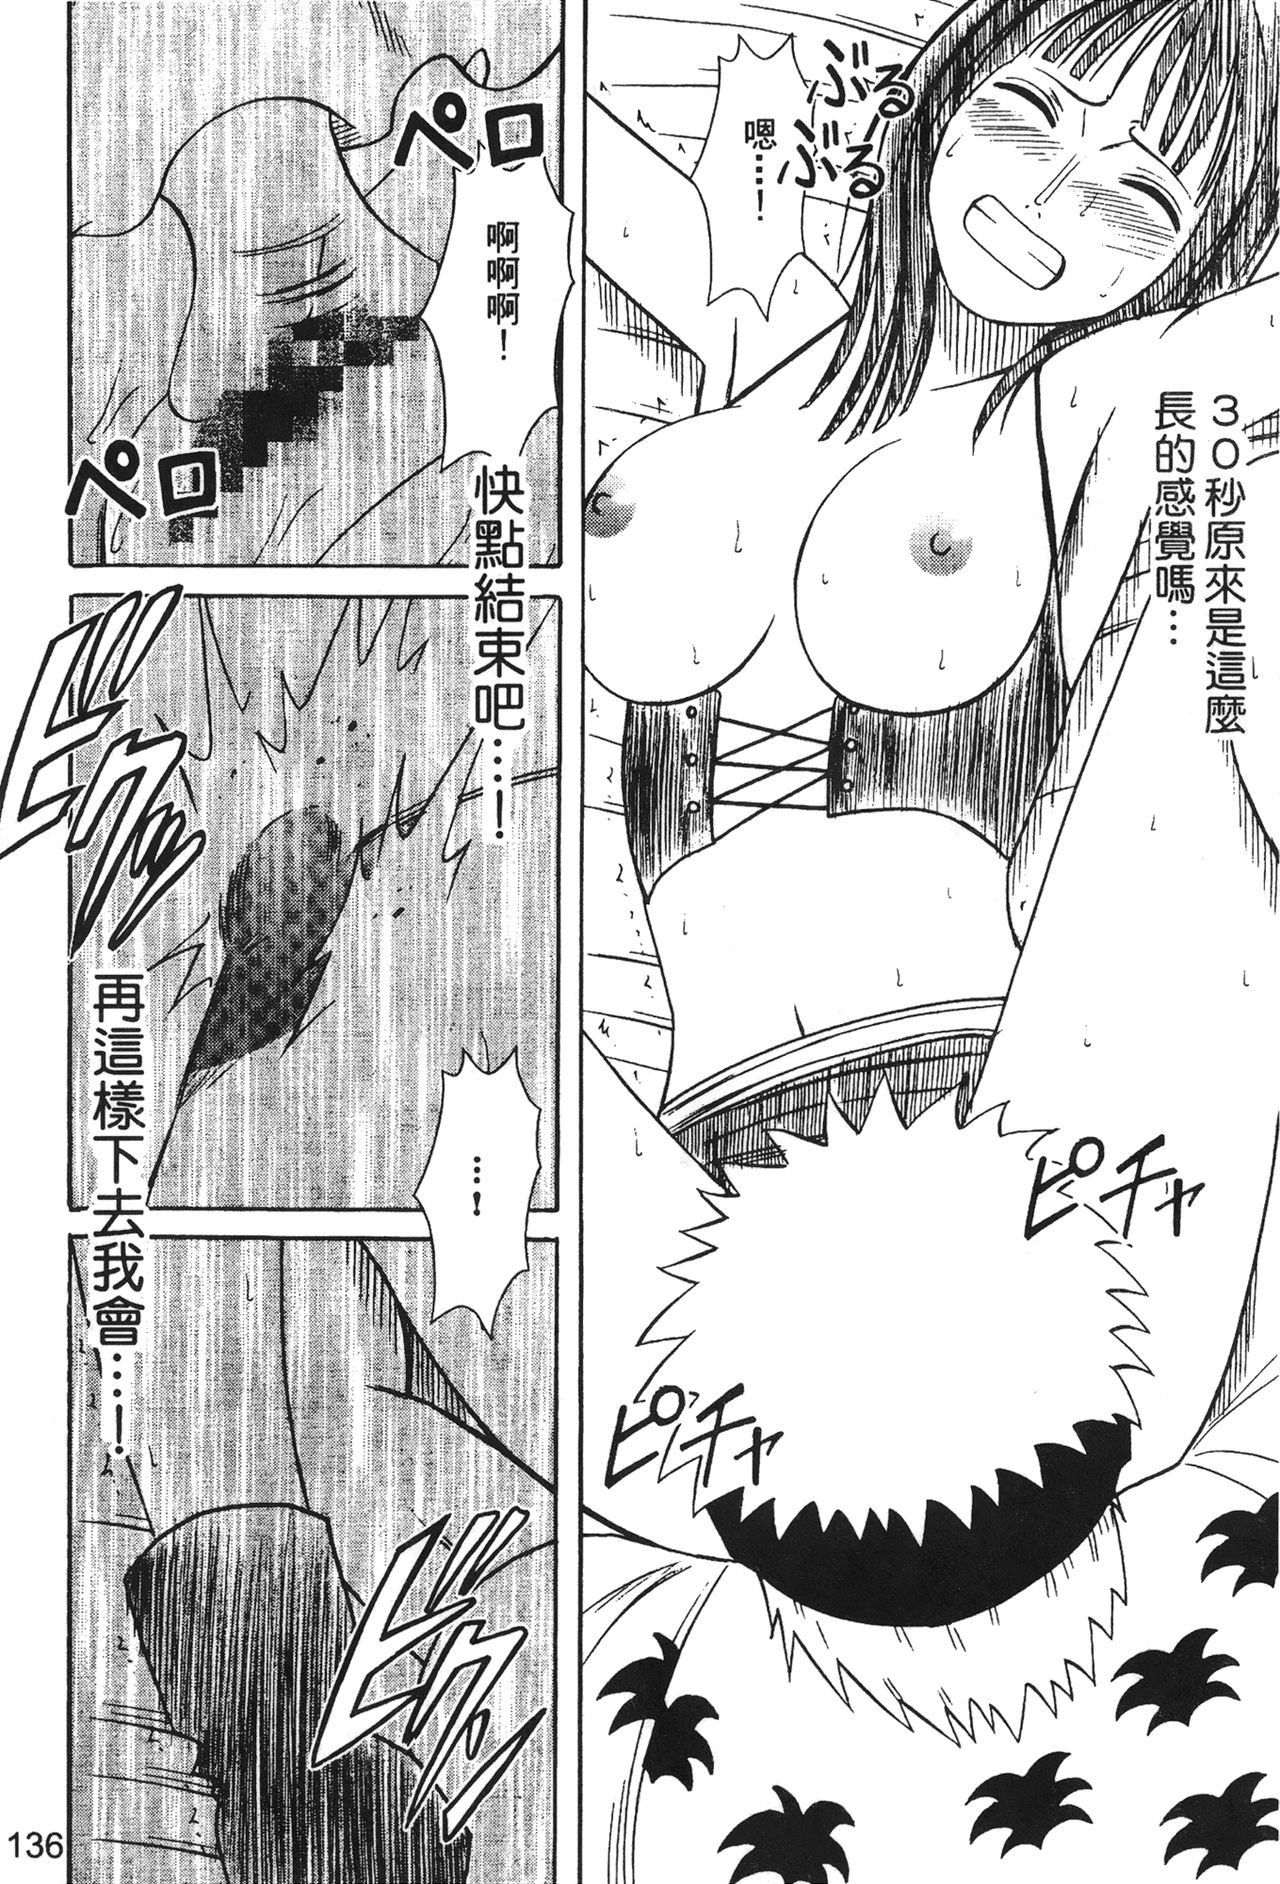 ぶるぶる
嗯…！
３０秒原來是這麼
長的感覺嗎…
ピチャ
ピチャ
ペロ
啊啊啊！
ペロ
快點結束吧…！
ビクッ
…！
再這樣下去我會…！
ビクッ
136